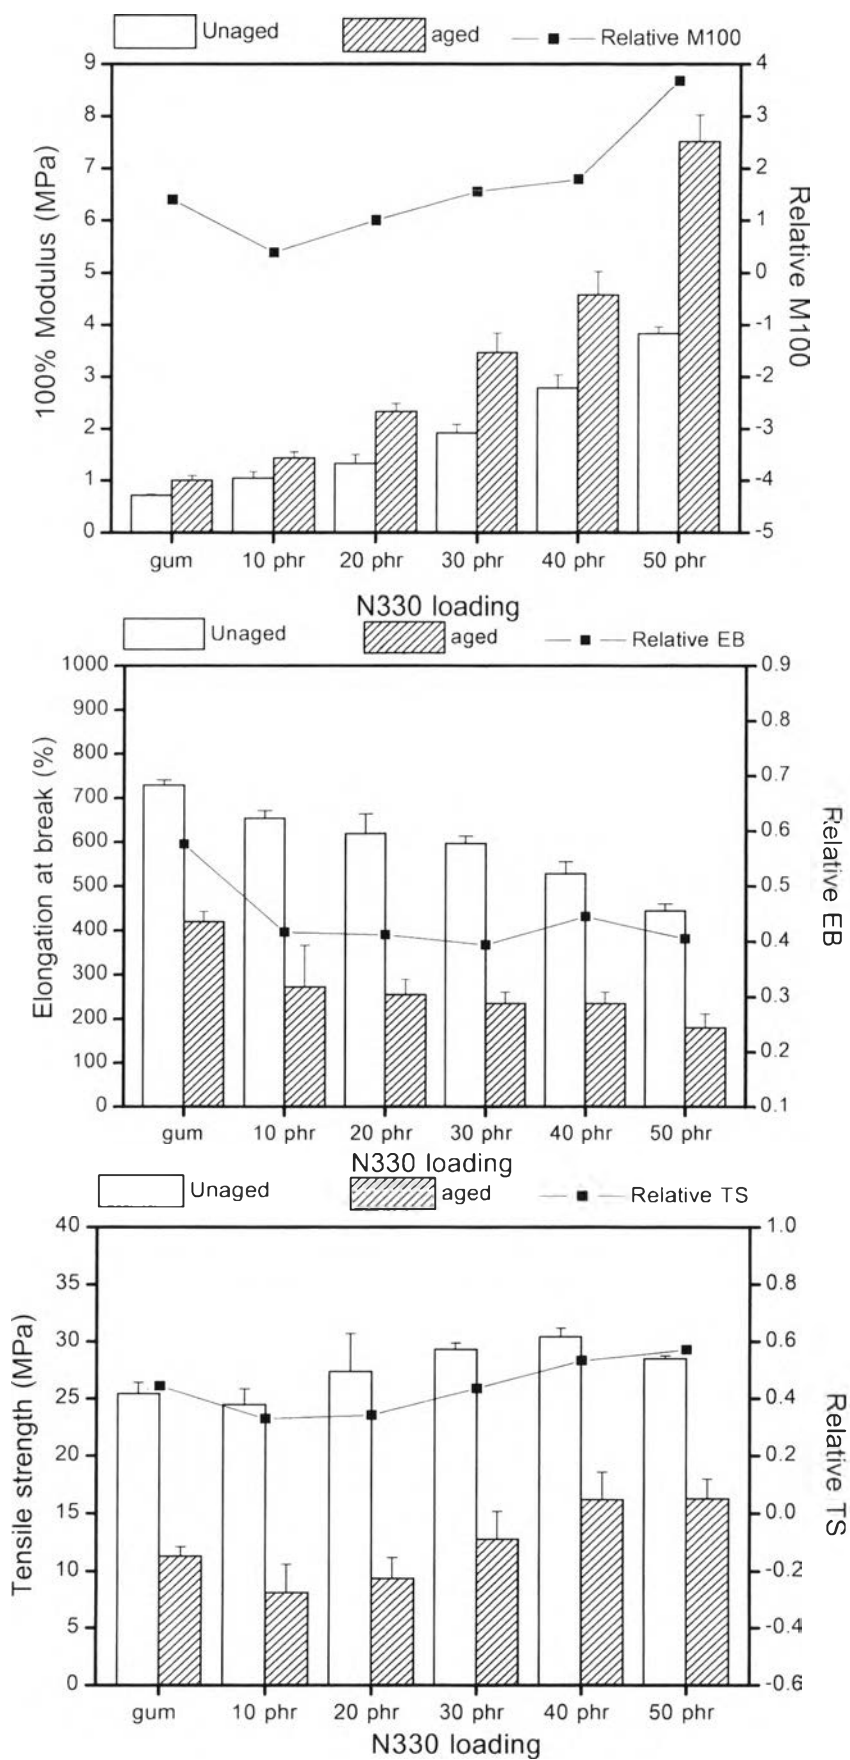 Unaged aged Relative M100
9 4
8 3
7 2
6 1
5 0
4 -1
3 -2
2 -3
1 -4
0 -5
100% Modulus (MPa)
Relative M100
gum 10 phr 20 phr 30 phr 40 phr 50 phr
N330 loading
Unaged aged Relative EB
1000 0.9
900 0.8
800 0.7
700 0.6
600 0.5
500 0.4
400 0.3
300 0.2
200 0.1
100
0
Elongation at break (%)
Relative EB
gum 10 phr 20 phr 30 phr 40 phr 50 phr
N330 loading
Unaged aged Relative TS
40 1.0
35 0.8
30 0.6
25 0.4
20 0.2
15 0.0
10 -0.2
5 -0.4
0 -0.6
Tensile strength (MPa)
Relative TS
gum 10 phr 20 phr 30 phr 40 phr 50 phr
N330 loading